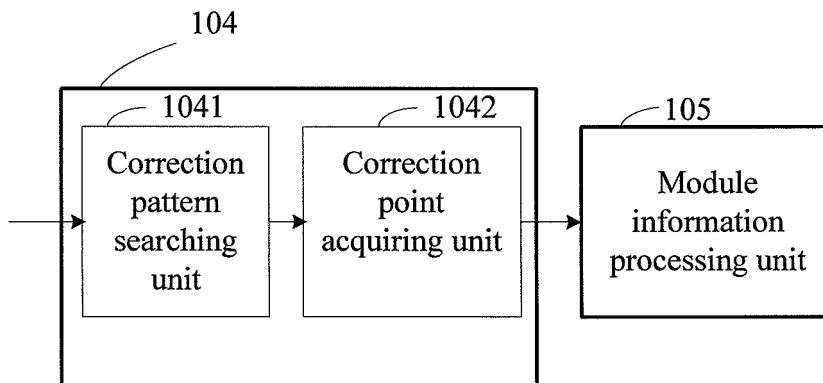 104
1041
1042
105
Correction
pattern
searching
unit
Correction
point
acquiring unit
Module
information
processing unit